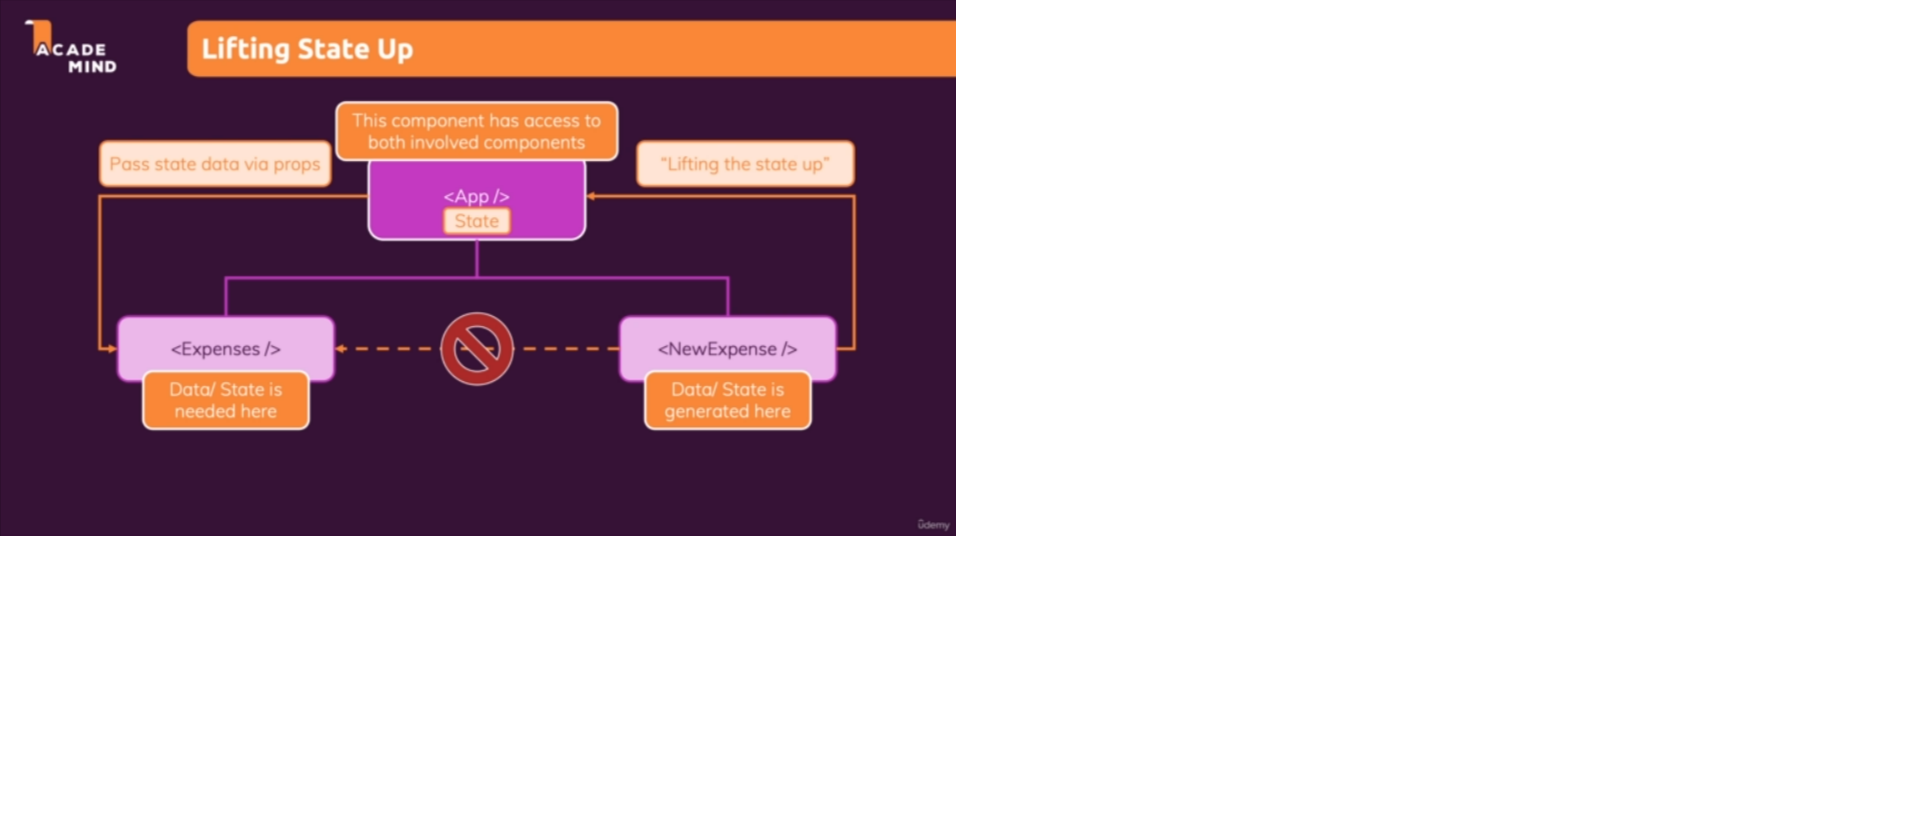 ACADE
MIND
Lifting State Up
This component has access to
both involved components
Pass state data via props
“Lifting the state up”
<App />
State
<Expenses />
<NewExpense />
Data/ State is
needed here
Data/ State is
generated here
ûdemy